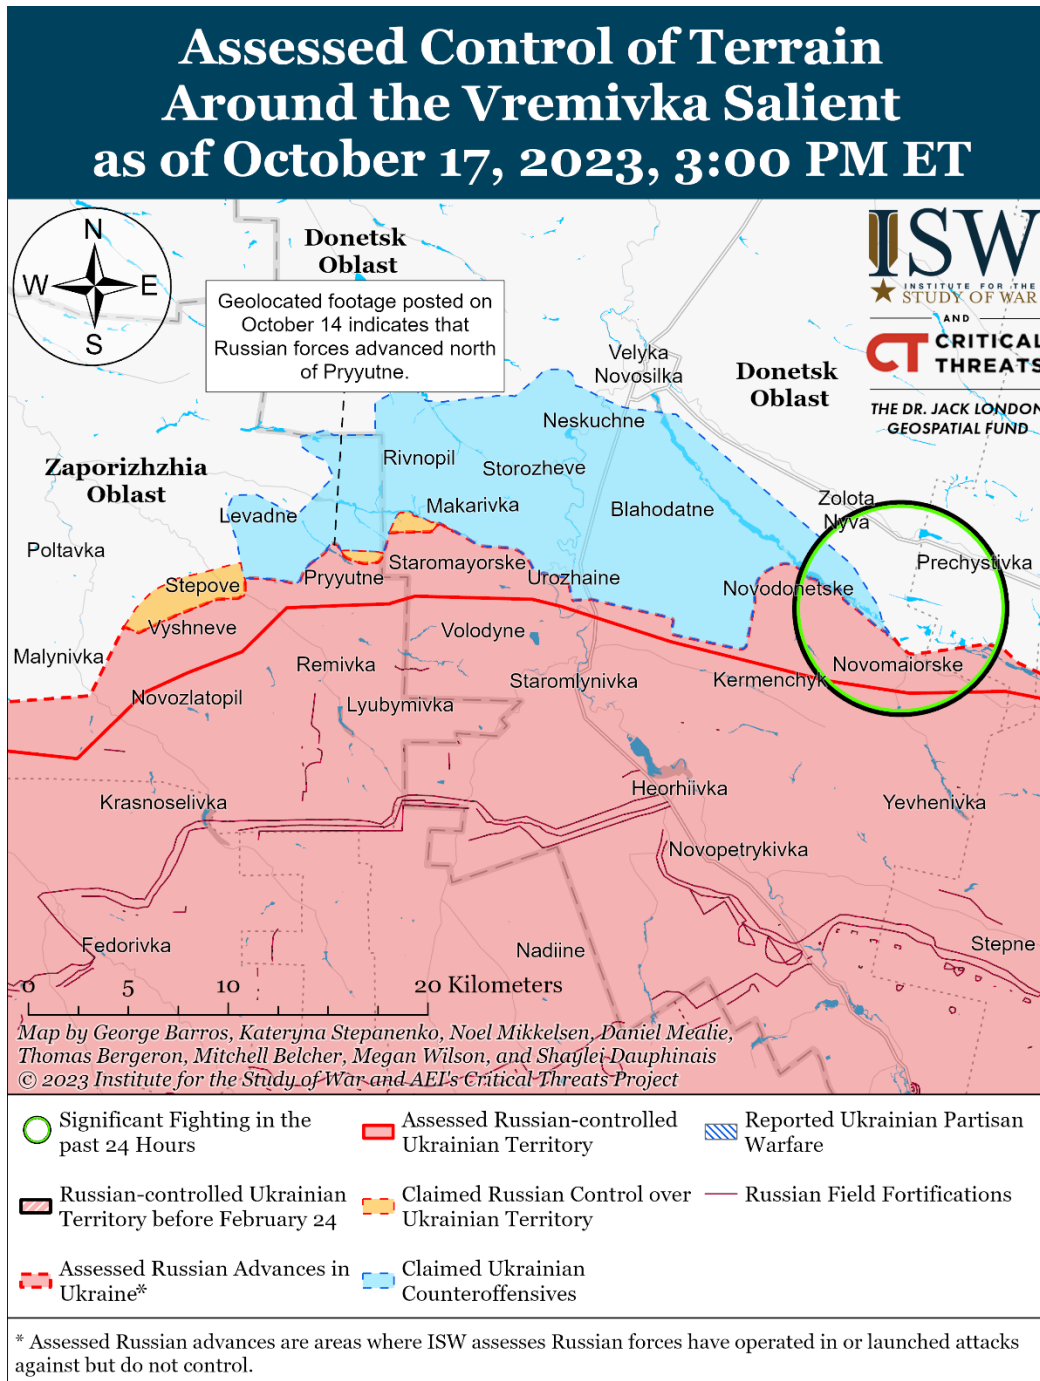 Assessed Control of Terrain
Around the Vremivka Salient
as of October 17, 2023, 3:00 PM ET
N
W
E
S
Donetsk
Oblast
Geolocated footage posted on
October 14 indicates that
Russian forces advanced north
of Pryyutne.
ISW
INSTITUTE FOR THE
STUDY OF WAR
AND
CT CRITICAL
THREATS
THE DR. JACK LONDON
GEOSPATIAL FUND
Velyka
Novosilka
Donetsk
Oblast
Neskuchne
Zaporizhzhia
Oblast
Rivnopil
Storozheve
Levadne
Makarivka
Blahodatne
Zolota
Nyva
Poltavka
Prechystivka
Stepove
Pryyutne
Staromayorske
Urozhaine
Novodonetske
Vyshneve
Volodyne
Malynivka
Remivka
Novomaiorske
Novozlatopil
Lyubymivka
Staromlynivka
Kermenchyk
Krasnoselivka
Heorhiivka
Yevhenivka
Novopetrykivka
Fedorivka
Nadiine
Stepne
0 5 10 20 Kilometers
Map by George Barros, Kateryna Stepanenko, Noel Mikkelsen, Daniel Mealie,
Thomas Bergeron, Mitchell Belcher, Megan Wilson, and Shaylei Dauphinais
© 2023 Institute for the Study of War and AEI's Critical Threats Project
Significant Fighting in the
past 24 Hours
Assessed Russian-controlled
Ukrainian Territory
Reported Ukrainian Partisan
Warfare
Russian-controlled Ukrainian
Territory before February 24
Claimed Russian Control over
Ukrainian Territory
Russian Field Fortifications
Assessed Russian Advances in
Ukraine*
Claimed Ukrainian
Counteroffensives
* Assessed Russian advances are areas where ISW assesses Russian forces have operated in or launched attacks
against but do not control.